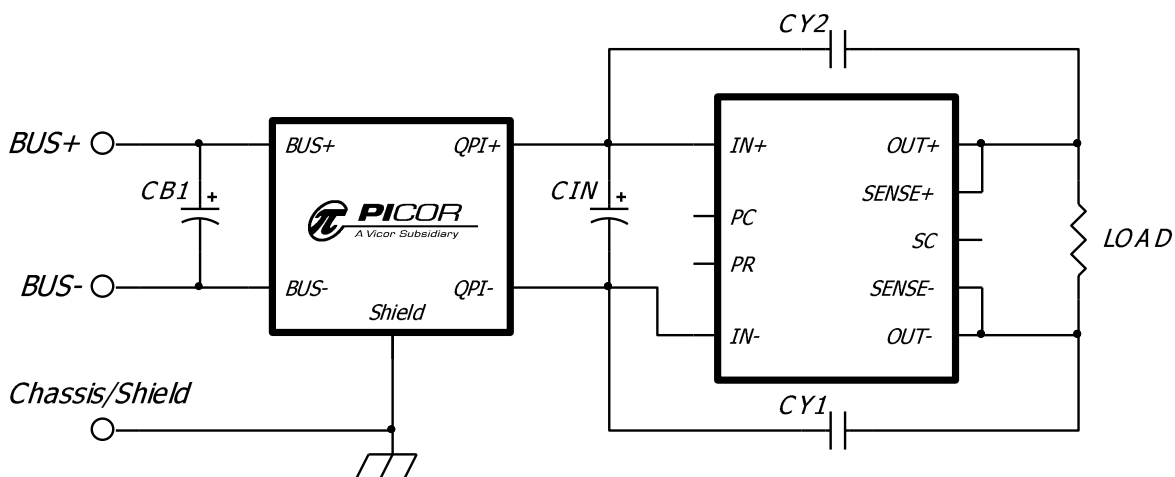 CY2
BUS+
BUS+
QPI+
IN+
OUT+
CB1
+
CIN
+
SENSE+
π PICOR
A Vicor Subsidiary
PC
SC
LOAD
PR
BUS-
BUS-
QPI-
SENSE-
Shield
IN-
OUT-
Chassis/Shield
CY1